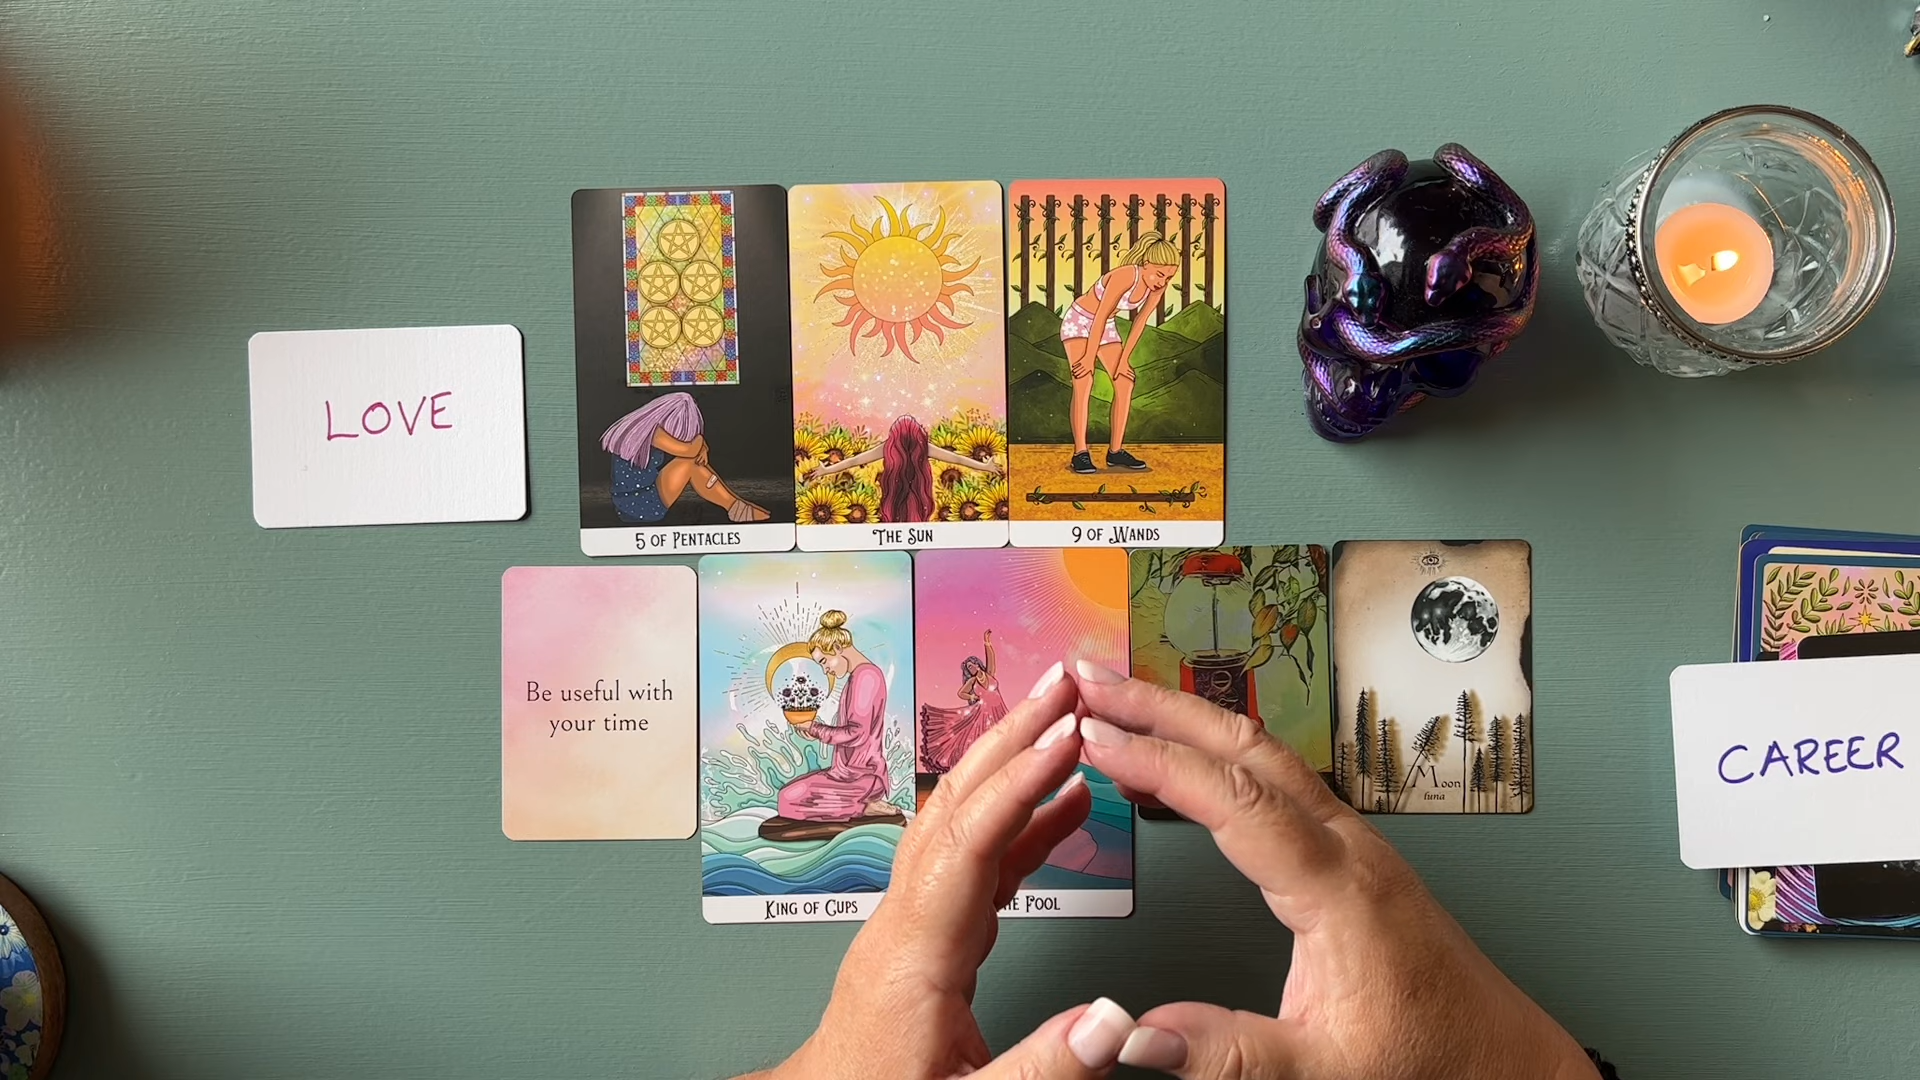 LOVE
5 OF PENTACLES
THE SUN
9 OF WANDS
Be useful with
your time
KING OF CUPS
HE FOOL
Moon
luna
CAREER